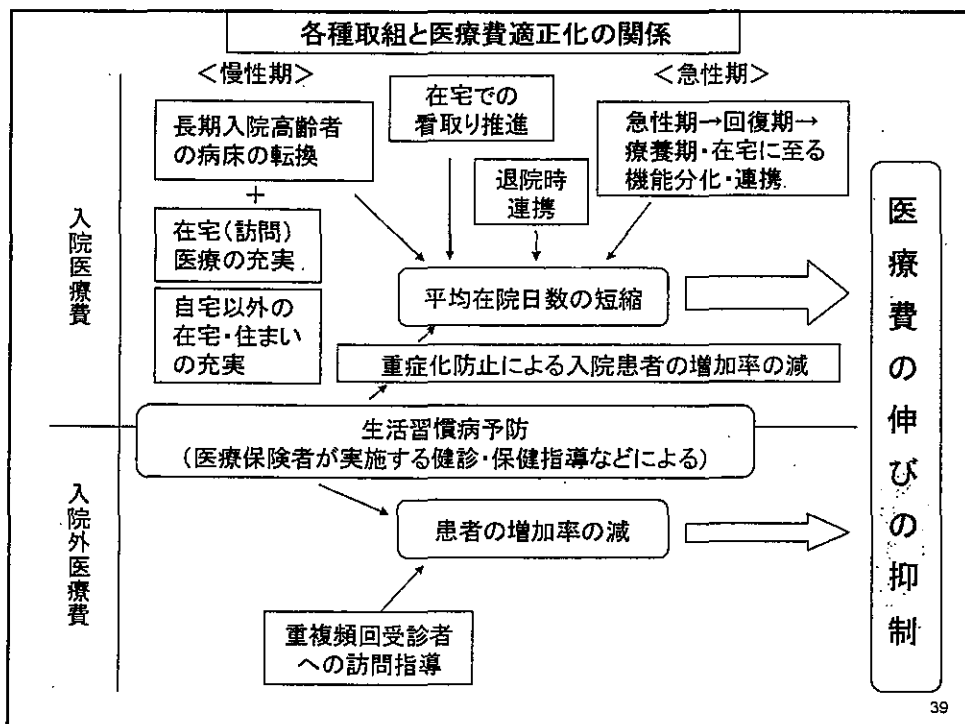 各種取組と医療費適正化の関係
＜慢性期＞
＜急性期＞
長期入院高齢者
の病床の転換
＋
在宅（訪問）
医療の充実
自宅以外の
在宅・住まい
の充実
在宅での
看取り推進
退院時
連携
急性期→回復期→
療養期・在宅に至る
機能分化・連携
入院医療費
平均在院日数の短縮
重症化防止による入院患者の増加率の減
生活習慣病予防
（医療保険者が実施する健診・保健指導などによる）
入院外医療費
患者の増加率の減
重複頻回受診者
への訪問指導
医療費の伸びの抑制
39